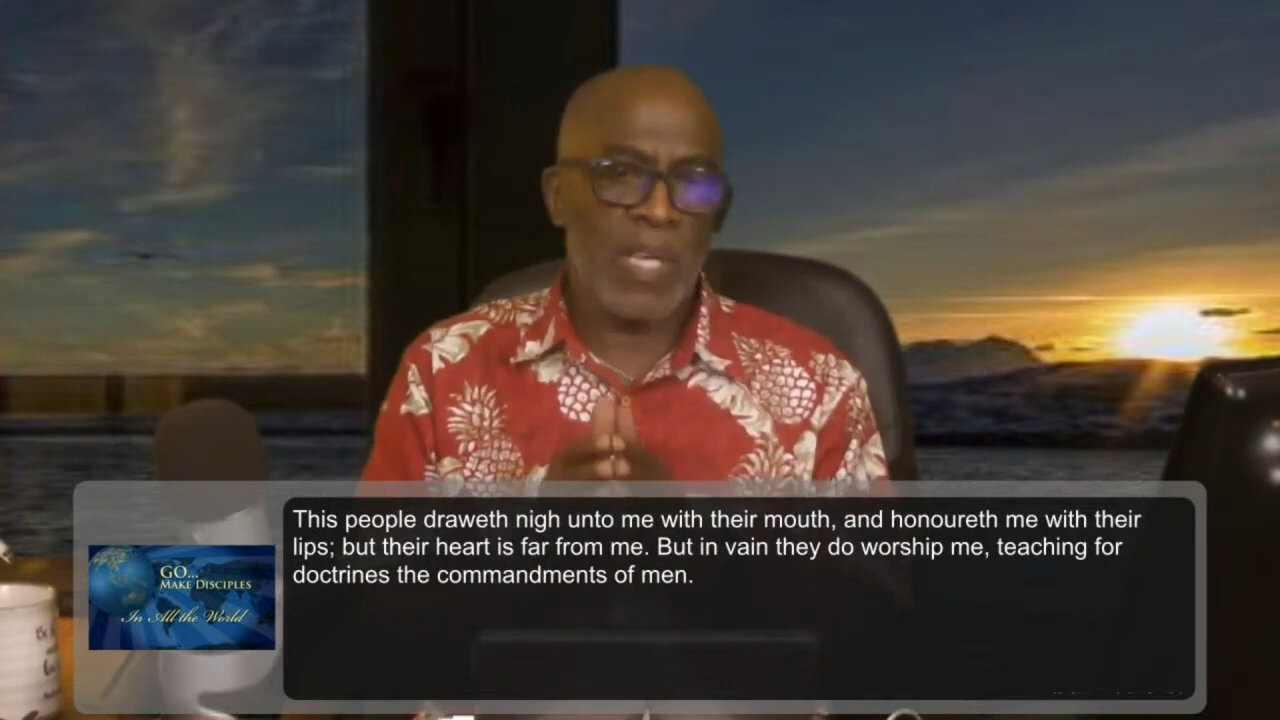 This people draweth nigh unto me with their mouth, and honoureth me with their
lips; but their heart is far from me. But in vain they do worship me, teaching for
doctrines the commandments of men.
GO...
MAKE DISCIPLES
In All the World